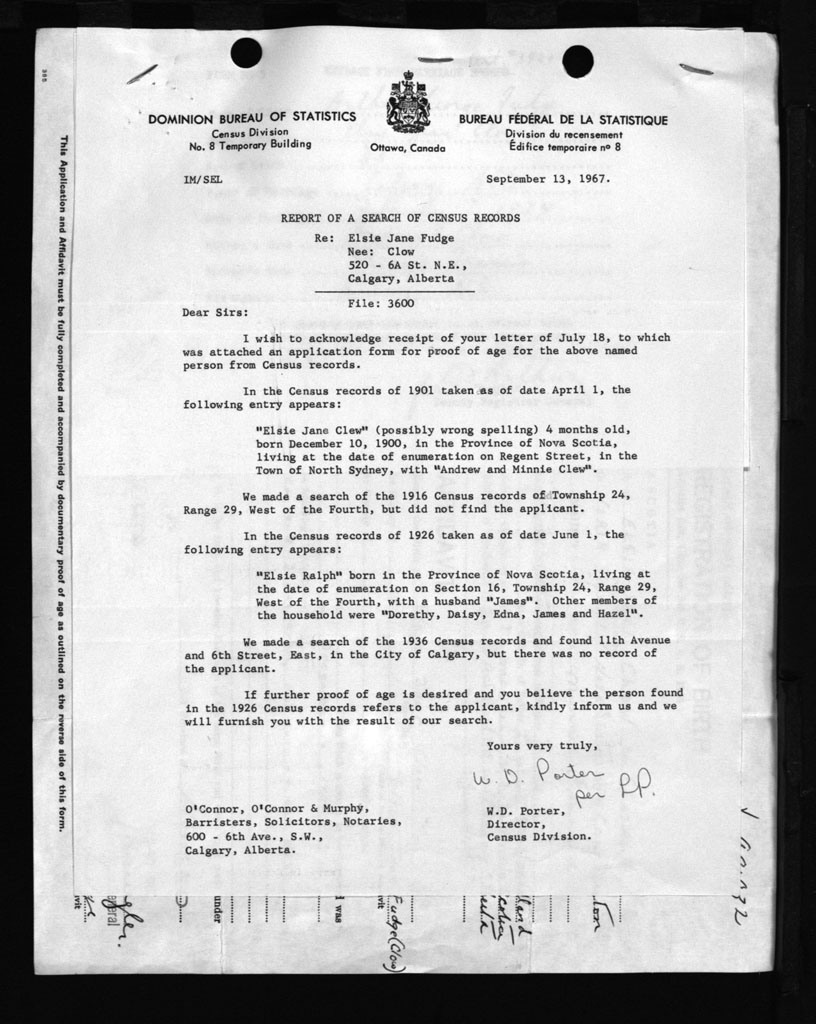 DOMINION BUREAU OF STATISTICS
Census Division
No. 8 Temporary Building
Ottawa, Canada
BUREAU FÉDÉRAL DE LA STATISTIQUE
Division du recensement
Édifice temporaire nº 8
IM/SEL
September 13, 1967.
REPORT OF A SEARCH OF CENSUS RECORDS
Re: Elsie Jane Fudge
Nee: Clow
520 - 6A St. N.E.,
Calgary, Alberta
File: 3600
Dear Sirs:
I wish to acknowledge receipt of your letter of July 18, to which
was attached an application form for proof of age for the above named
person from Census records.
In the Census records of 1901 taken as of date April 1, the
following entry appears:
"Elsie Jane Clew" (possibly wrong spelling) 4 months old,
born December 10, 1900, in the Province of Nova Scotia,
living at the date of enumeration on Regent Street, in the
Town of North Sydney, with "Andrew and Minnie Clew".
We made a search of the 1916 Census records of Township 24,
Range 29, West of the Fourth, but did not find the applicant.
In the Census records of 1926 taken as of date June 1, the
following entry appears:
"Elsie Ralph" born in the Province of Nova Scotia, living at
the date of enumeration on Section 16, Township 24, Range 29,
West of the Fourth, with a husband "James". Other members of
the household were "Dorethy, Daisy, Edna, James and Hazel".
We made a search of the 1936 Census records and found 11th Avenue
and 6th Street, East, in the City of Calgary, but there was no record of
the applicant.
If further proof of age is desired and you believe the person found
in the 1926 Census records refers to the applicant, kindly inform us and we
will furnish you with the result of our search.
Yours very truly,
W. D. Porter
per P.P.
O'Connor, O'Connor & Murphy,
Barristers, Solicitors, Notaries,
600 - 6th Ave., S.W.,
Calgary, Alberta.
W.D. Porter,
Director,
Census Division.
This Application and Affidavit must be fully completed and accompanied by documentary proof of age as outlined on the reverse side of this form.
under
I was
Fudge (Clow)